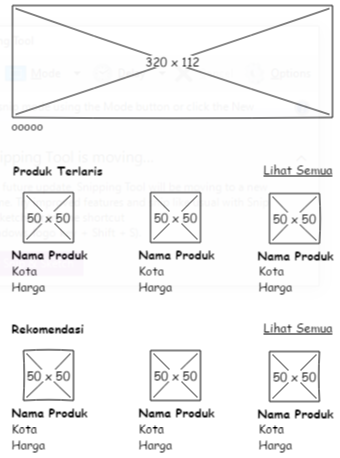 320 x 112
ooooo
Produk Terlaris Lihat Semua
50 x 50 50 x 50 50 x 50
Nama Produk Nama Produk Nama Produk
Kota Kota Kota
Harga Harga Harga
Rekomendasi Lihat Semua
50 x 50 50 x 50 50 x 50
Nama Produk Nama Produk Nama Produk
Kota Kota Kota
Harga Harga Harga